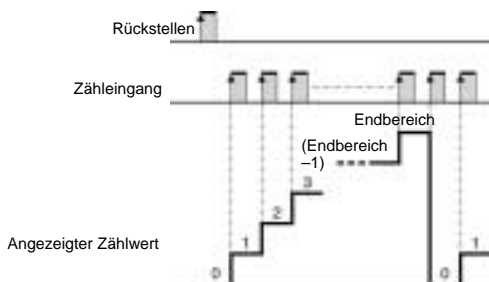 Rückstellen
Zähleingang
Endbereich
(Endbereich
–1)
3
2
Angezeigter Zählwert
1
1
0
0